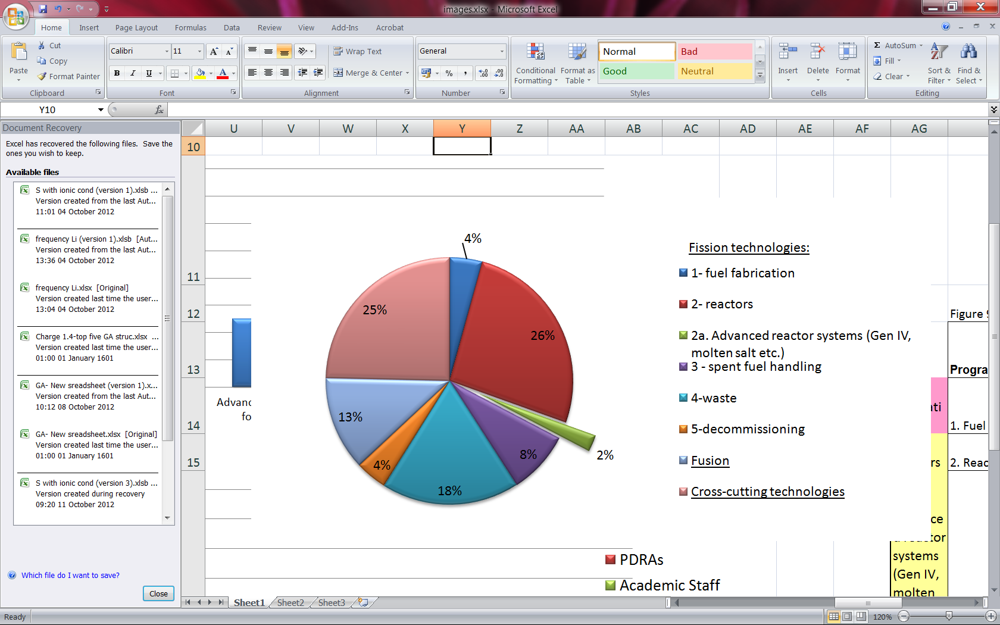 images.xlsx - Microsoft Excel
Home Insert Page Layout Formulas Data Review View Add-Ins Acrobat
Paste
Cut
Copy
Format Painter
Clipboard
Calibri 11
B I U
Font
Wrap Text
Merge & Center
Alignment
General
Number
Conditional Formatting
Format as Table
Normal Bad
Good Neutral
Styles
Insert Delete Format
Cells
AutoSum
Fill
Clear
Sort & Filter
Find & Select
Editing
Y10 fx
Document Recovery
Excel has recovered the following files. Save the
ones you wish to keep.
Available files
S with ionic cond (version 1).xlsb ...
Version created from the last Aut...
11:01 04 October 2012
frequency Li (version 1).xlsb [Aut...
Version created from the last Aut...
13:36 04 October 2012
frequency Li.xlsx [Original]
Version created last time the user...
13:04 04 October 2012
Charge 1.4-top five GA struc.xlsx ...
Version created last time the user...
01:00 01 January 1601
GA- New spreadsheet (version 1).x...
Version created from the last Aut...
10:12 08 October 2012
GA- New sreadsheet.xlsx [Original]
Version created last time the user...
01:00 01 January 1601
S with ionic cond (version 3).xlsb ...
Version created during recovery
09:20 11 October 2012
Which file do I want to save?
Close
U V W X Y Z AA AB AC AD AE AF AG
10
11
12
13
14
15
Advanc
fo
4%
26%
2%
8%
18%
4%
13%
25%
Fission technologies:
1- fuel fabrication
2- reactors
2a. Advanced reactor systems (Gen IV,
molten salt etc.)
3 - spent fuel handling
4-waste
5-decommissioning
Fusion
Cross-cutting technologies
PDRAs
Academic Staff
Figure 9
Progra
ati
1. Fuel
rs
2. Reac
ce
systems
(Gen IV,
molten
Sheet1 Sheet2 Sheet3
Ready
120%